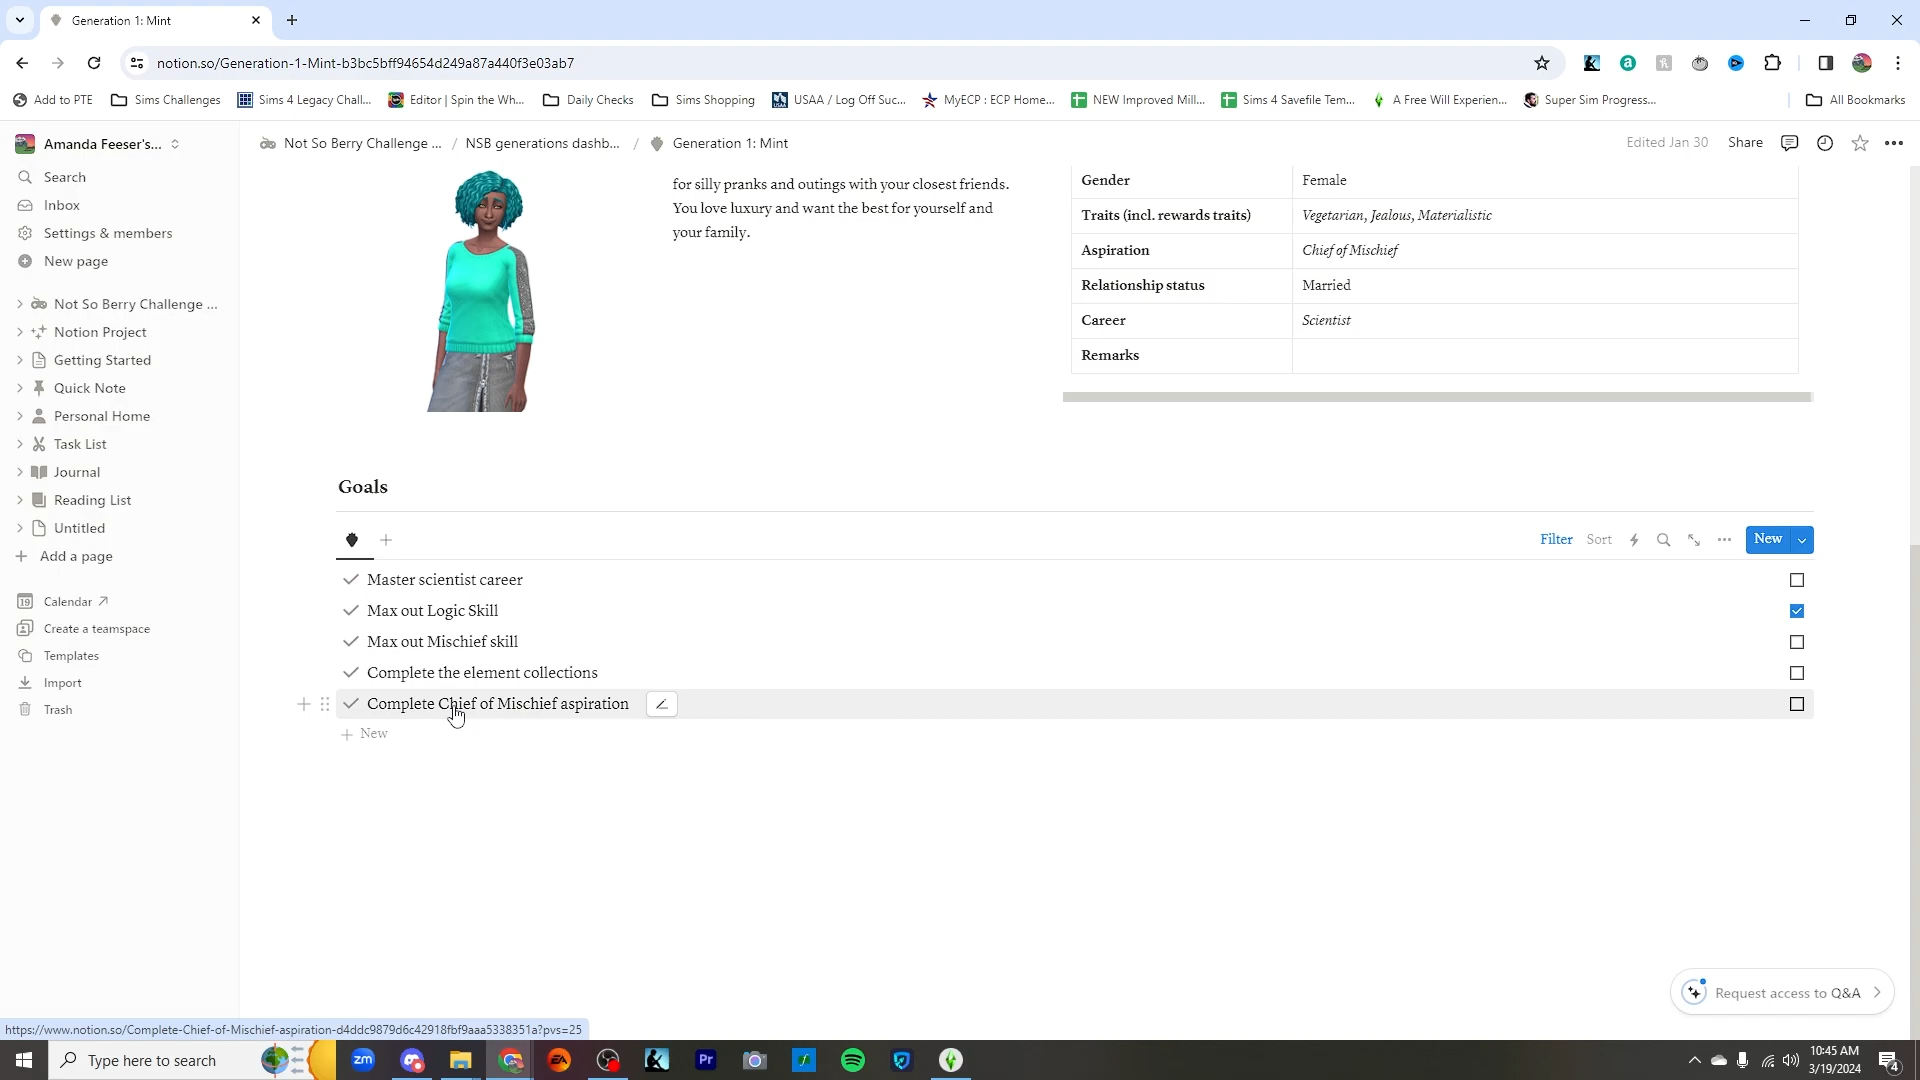 Generation 1: Mint
notion.so/Generation-1-Mint-b3bc5bff94654d249a87a440f3e03ab7
Add to PTE
Sims Challenges
Sims 4 Legacy Chall...
Editor | Spin the Wh...
Daily Checks
Sims Shopping
USAA / Log Off Suc...
MyECP : ECP Home...
NEW Improved Mill...
Sims 4 Savefile Tem...
A Free Will Experien...
Super Sim Progress...
All Bookmarks
Amanda Feeser's...
Not So Berry Challenge ... / NSB generations dashb... / Generation 1: Mint
Edited Jan 30
Share
Search
Inbox
Settings & members
New page
Not So Berry Challenge ...
Notion Project
Getting Started
Quick Note
Personal Home
Task List
Journal
Reading List
Untitled
Add a page
19 Calendar
Create a teamspace
Templates
Import
Trash
for silly pranks and outings with your closest friends.
You love luxury and want the best for yourself and
your family.
Gender Female
Traits (incl. rewards traits) Vegetarian, Jealous, Materialistic
Aspiration Chief of Mischief
Relationship status Married
Career Scientist
Remarks
Goals
Filter Sort New
Master scientist career
Max out Logic Skill
Max out Mischief skill
Complete the element collections
Complete Chief of Mischief aspiration
New
Request access to Q&A
https://www.notion.so/Complete-Chief-of-Mischief-aspiration-d4ddc9879d6c42918fbf9aaa5338351a?pvs=25
Type here to search
zm
EA
Pr
10:45 AM
3/19/2024
4